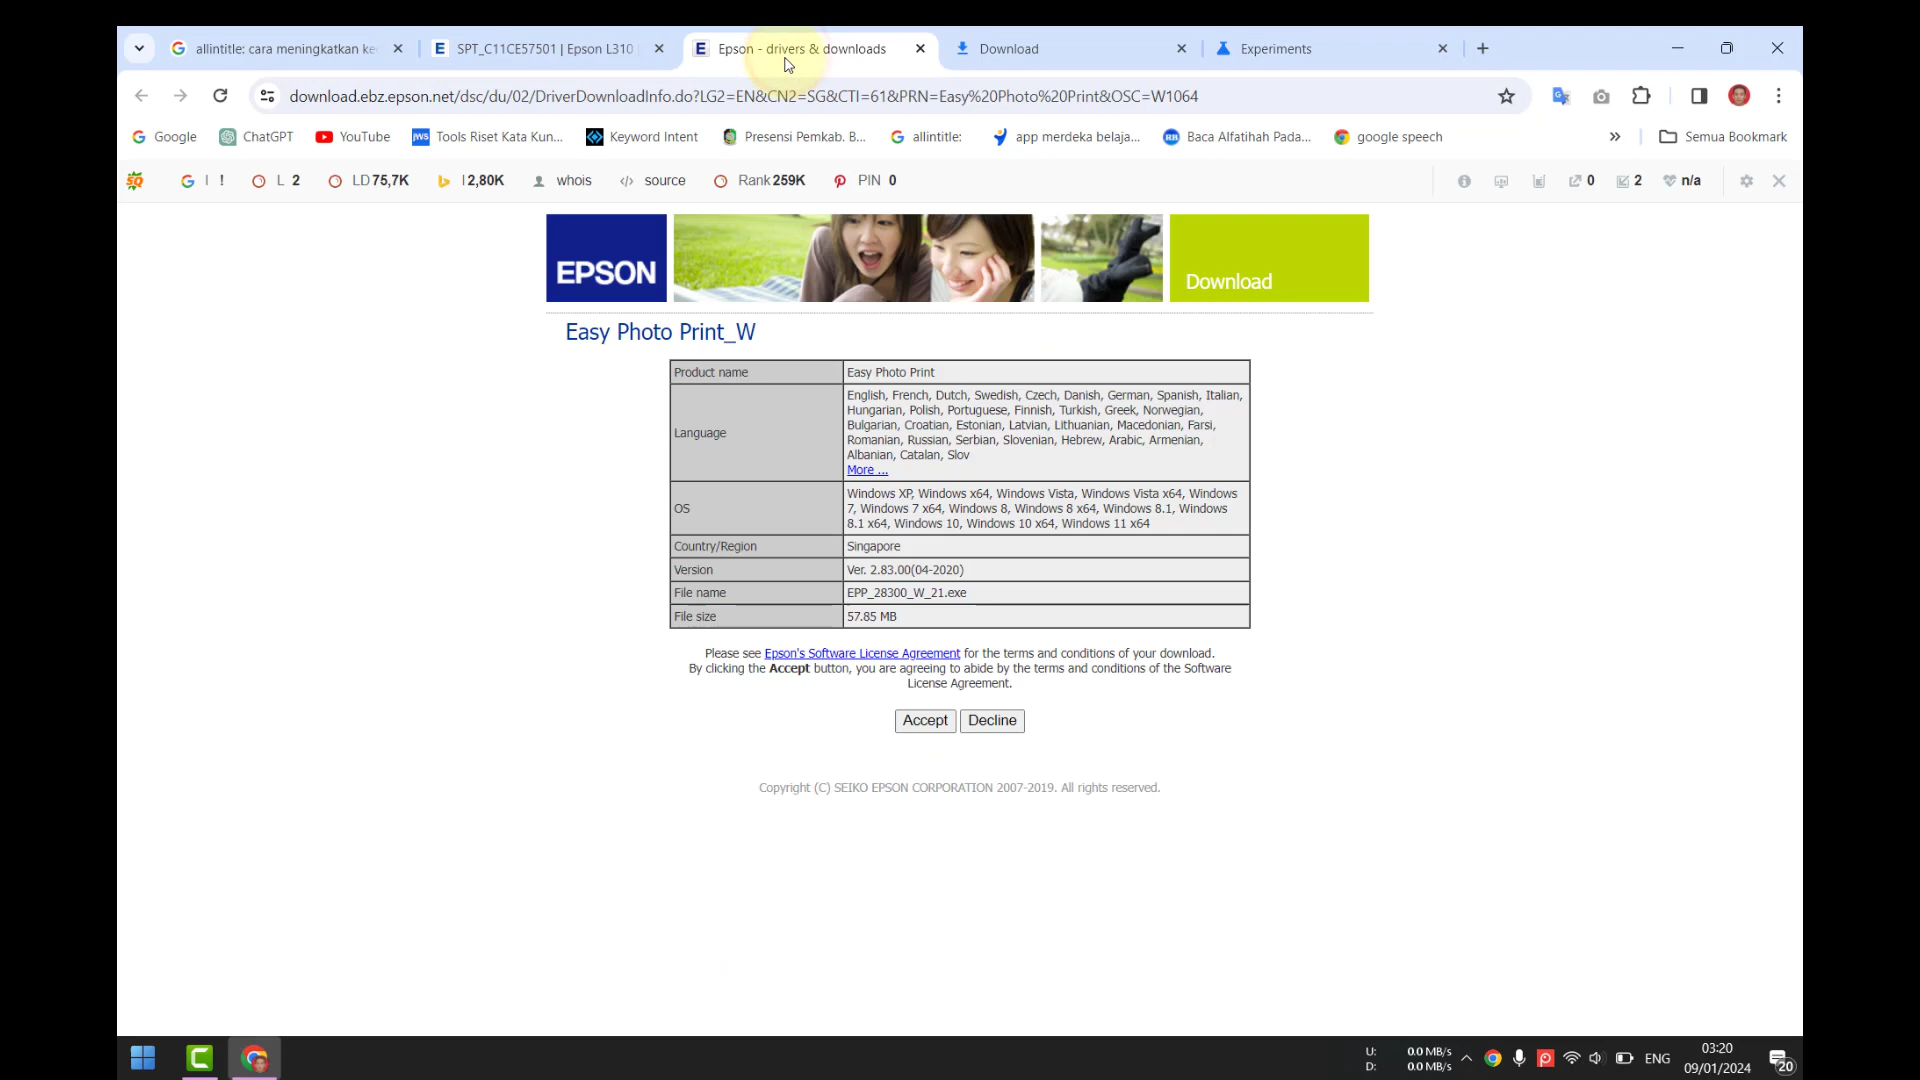 allintitle: cara meningkatkan ke
SPT_C11CE57501 | Epson L310
Epson - drivers & downloads
Download
Experiments
download.ebz.epson.net/dsc/du/02/DriverDownloadInfo.do?LG2=EN&CN2=SG&CTI=61&PRN=Easy%20Photo%20Print&OSC=W1064
Google
ChatGPT
YouTube
Tools Riset Kata Kun...
Keyword Intent
Presensi Pemkab. B...
allintitle:
app merdeka belaja...
Baca Alfatihah Pada...
google speech
»
Semua Bookmark
I !
L 2
LD 75,7K
I 2,80K
whois
source
Rank 259K
PIN 0
0
2
n/a
EPSON
Download
Easy Photo Print_W
Product name
Easy Photo Print
Language
English, French, Dutch, Swedish, Czech, Danish, German, Spanish, Italian,
Hungarian, Polish, Portuguese, Finnish, Turkish, Greek, Norwegian,
Bulgarian, Croatian, Estonian, Latvian, Lithuanian, Macedonian, Farsi,
Romanian, Russian, Serbian, Slovenian, Hebrew, Arabic, Armenian,
Albanian, Catalan, Slov
More ...
OS
Windows XP, Windows x64, Windows Vista, Windows Vista x64, Windows
7, Windows 7 x64, Windows 8, Windows 8 x64, Windows 8.1, Windows
8.1 x64, Windows 10, Windows 10 x64, Windows 11 x64
Country/Region
Singapore
Version
Ver. 2.83.00(04-2020)
File name
EPP_28300_W_21.exe
File size
57.85 MB
Please see Epson's Software License Agreement for the terms and conditions of your download.
By clicking the Accept button, you are agreeing to abide by the terms and conditions of the Software
License Agreement.
Accept
Decline
Copyright (C) SEIKO EPSON CORPORATION 2007-2019. All rights reserved.
U: 0.0 MB/s
D: 0.0 MB/s
ENG
03:20
09/01/2024
20